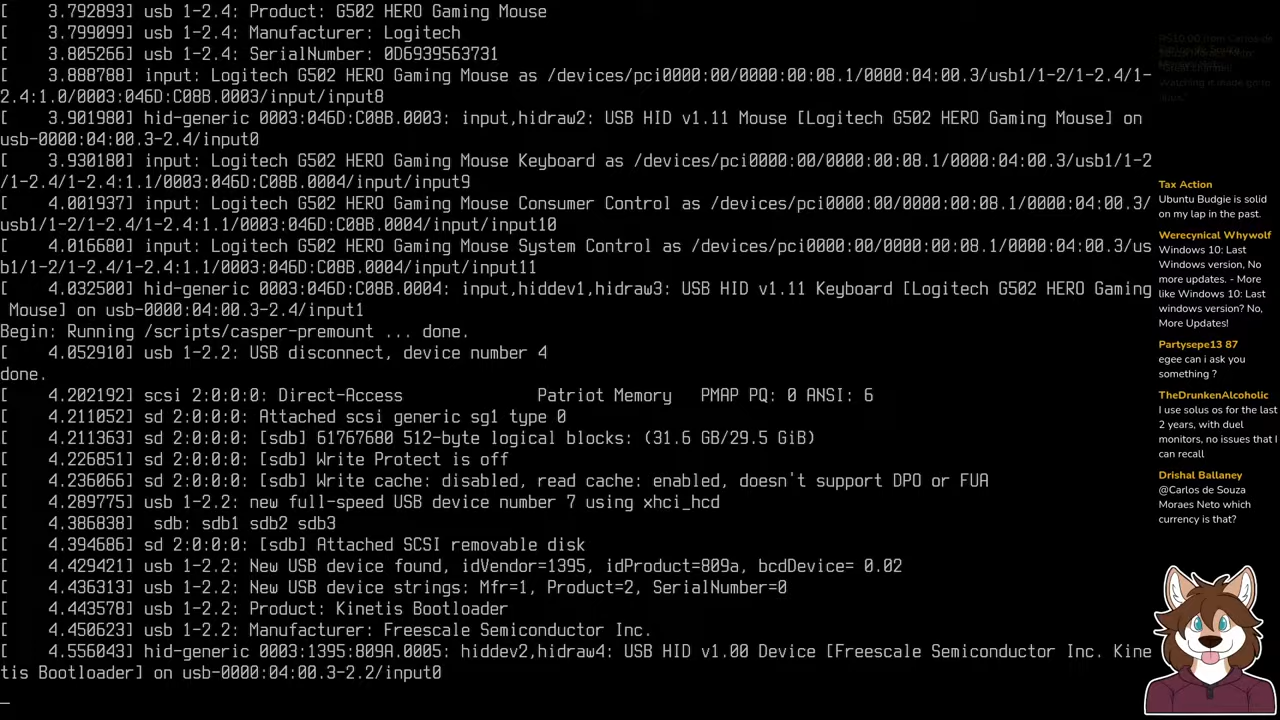 [    3.792893] usb 1-2.4: Product: G502 HERO Gaming Mouse
[    3.799099] usb 1-2.4: Manufacturer: Logitech
[    3.805266] usb 1-2.4: SerialNumber: 0D6939563731
[    3.888788] input: Logitech G502 HERO Gaming Mouse as /devices/pci0000:00/0000:00:08.1/0000:04:00.3/usb1/1-2/1-2.4/1-
2.4:1.0/0003:046D:C08B.0003/input/input8
[    3.901980] hid-generic 0003:046D:C08B.0003: input,hidraw2: USB HID v1.11 Mouse [Logitech G502 HERO Gaming Mouse] on
usb-0000:04:00.3-2.4/input0
[    3.930180] input: Logitech G502 HERO Gaming Mouse Keyboard as /devices/pci0000:00/0000:00:08.1/0000:04:00.3/usb1/1-2
/1-2.4/1-2.4:1.1/0003:046D:C08B.0004/input/input9
[    4.001937] input: Logitech G502 HERO Gaming Mouse Consumer Control as /devices/pci0000:00/0000:00:08.1/0000:04:00.3/
usb1/1-2/1-2.4/1-2.4:1.1/0003:046D:C08B.0004/input/input10
[    4.016680] input: Logitech G502 HERO Gaming Mouse System Control as /devices/pci0000:00/0000:00:08.1/0000:04:00.3/us
b1/1-2/1-2.4/1-2.4:1.1/0003:046D:C08B.0004/input/input11
[    4.032500] hid-generic 0003:046D:C08B.0004: input,hiddev1,hidraw3: USB HID v1.11 Keyboard [Logitech G502 HERO Gaming
 Mouse] on usb-0000:04:00.3-2.4/input1
Begin: Running /scripts/casper-premount ... done.
[    4.052910] usb 1-2.2: USB disconnect, device number 4
done.
[    4.202192] scsi 2:0:0:0: Direct-Access              Patriot Memory   PMAP PQ: 0 ANSI: 6
[    4.211052] sd 2:0:0:0: Attached scsi generic sg1 type 0
[    4.211363] sd 2:0:0:0: [sdb] 61767680 512-byte logical blocks: (31.6 GB/29.5 GiB)
[    4.226851] sd 2:0:0:0: [sdb] Write Protect is off
[    4.236066] sd 2:0:0:0: [sdb] Write cache: disabled, read cache: enabled, doesn't support DPO or FUA
[    4.289775] usb 1-2.2: new full-speed USB device number 7 using xhci_hcd
[    4.386838]  sdb: sdb1 sdb2 sdb3
[    4.394686] sd 2:0:0:0: [sdb] Attached SCSI removable disk
[    4.429421] usb 1-2.2: New USB device found, idVendor=1395, idProduct=809a, bcdDevice= 0.02
[    4.436313] usb 1-2.2: New USB device strings: Mfr=1, Product=2, SerialNumber=0
[    4.443578] usb 1-2.2: Product: Kinetis Bootloader
[    4.450623] usb 1-2.2: Manufacturer: Freescale Semiconductor Inc.
[    4.556043] hid-generic 0003:1395:809A.0005: hiddev2,hidraw4: USB HID v1.00 Device [Freescale Semiconductor Inc. Kine
tis Bootloader] on usb-0000:04:00.3-2.2/input0
_
Tax Action
Ubuntu Budgie is solid
on my lap in the past.
Werecynical Whywolf
Windows 10: Last
Windows version, No
more updates. - More
like Windows 10: Last
windows version? No,
More Updates!
Partysepe13 87
egee can i ask you
something ?
TheDrunkenAlcoholic
I use solus os for the last
2 years, with duel
monitors, no issues that I
can recall
Drishal Ballaney
@Carlos de Souza
Moraes Neto which
currency is that?